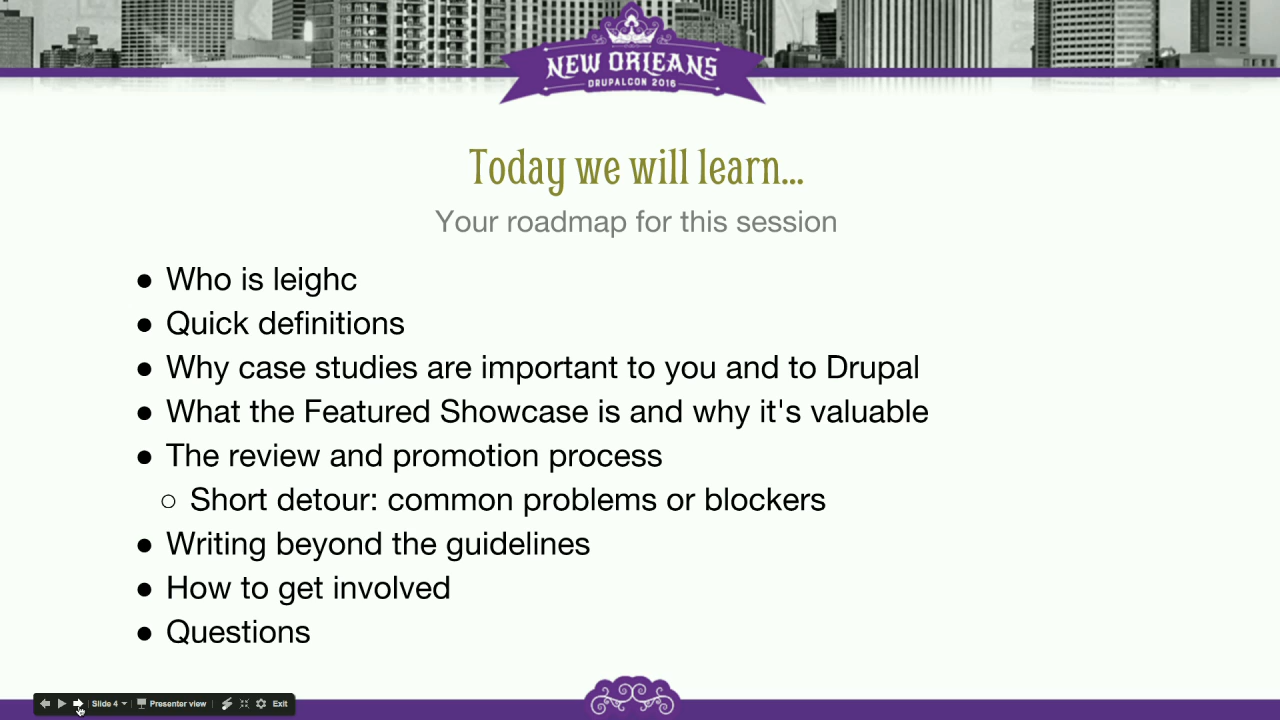 NEW ORLEANS
DRUPALCON 2016
Today we will learn...
Your roadmap for this session
● Who is leighc
● Quick definitions
● Why case studies are important to you and to Drupal
● What the Featured Showcase is and why it's valuable
● The review and promotion process
○ Short detour: common problems or blockers
● Writing beyond the guidelines
● How to get involved
● Questions
Slide 4 Presenter view Exit